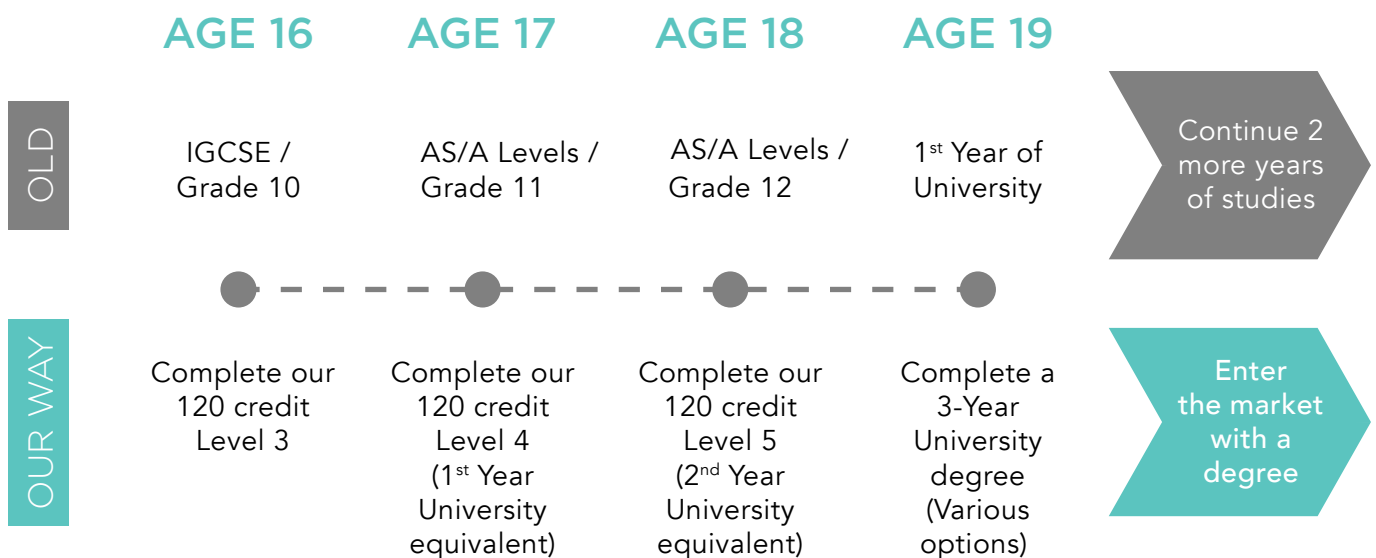 AGE 16
AGE 17
AGE 18
AGE 19
OLD
IGCSE /
Grade 10
AS/A Levels /
Grade 11
AS/A Levels /
Grade 12
1st Year of
University
Continue 2
more years
of studies
OUR WAY
Complete our
120 credit
Level 3
Complete our
120 credit
Level 4
(1st Year
University
equivalent)
Complete our
120 credit
Level 5
(2nd Year
University
equivalent)
Complete a
3-Year
University
degree
(Various
options)
Enter
the market
with a
degree